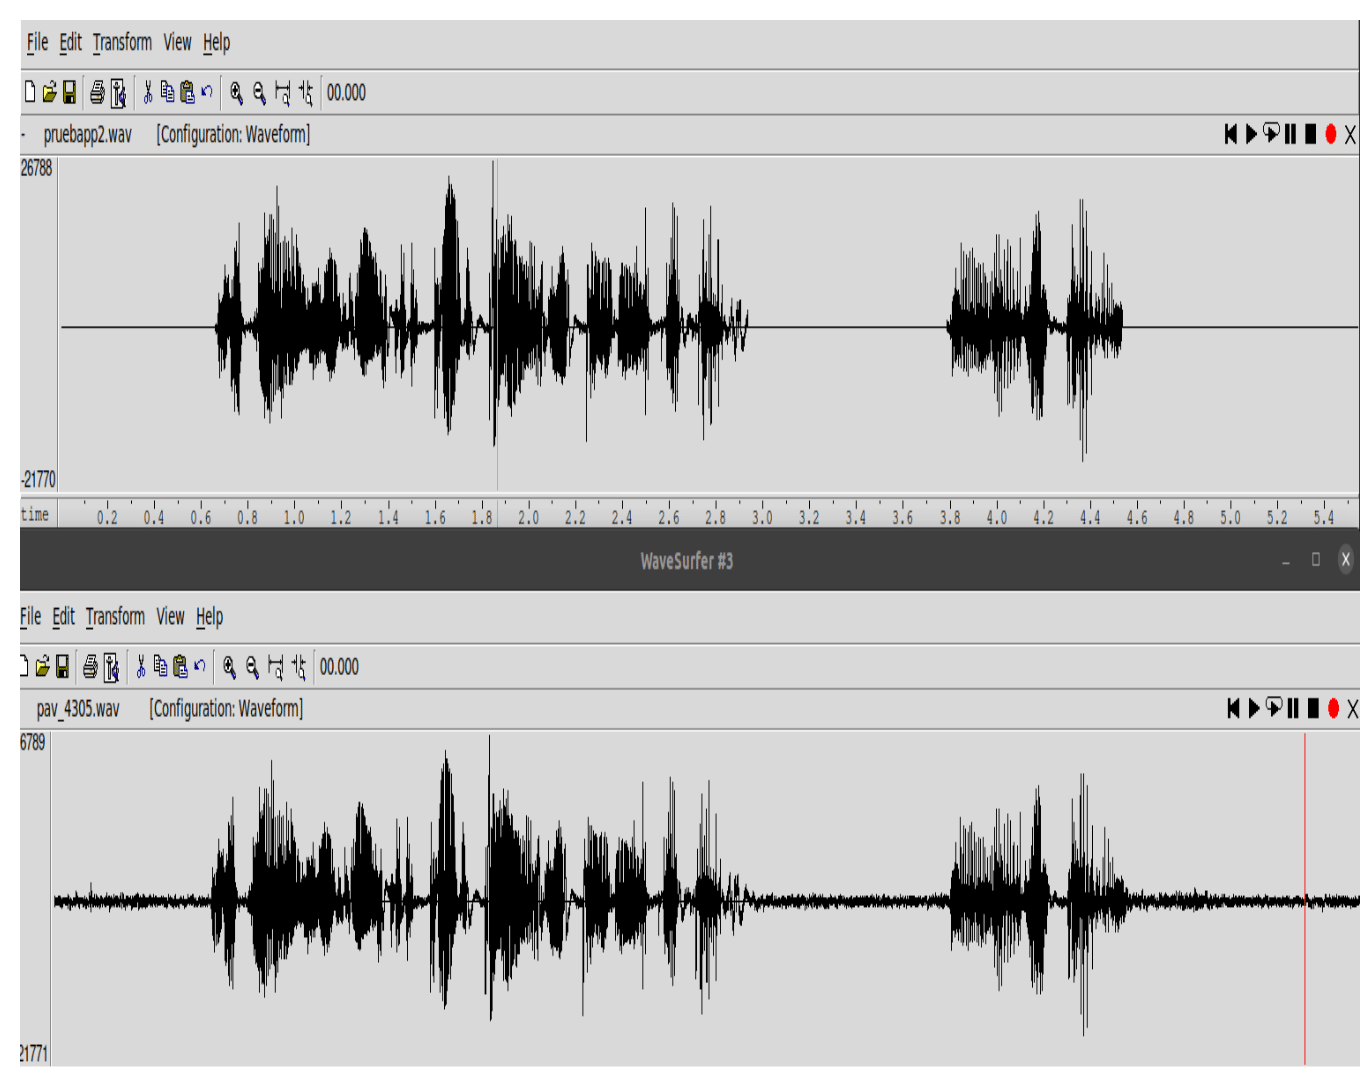 File Edit Transform View Help
00.000
- pruebapp2.wav [Configuration: Waveform] X
26788
-21770
time 0.2 0.4 0.6 0.8 1.0 1.2 1.4 1.6 1.8 2.0 2.2 2.4 2.6 2.8 3.0 3.2 3.4 3.6 3.8 4.0 4.2 4.4 4.6 4.8 5.0 5.2 5.4
WaveSurfer #3
File Edit Transform View Help
00.000
pav_4305.wav [Configuration: Waveform] X
6789
21771